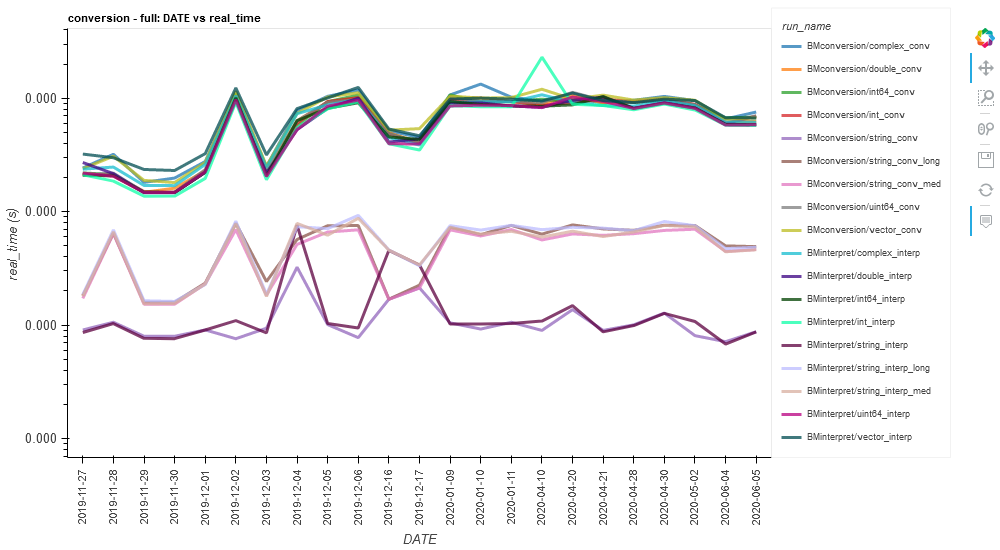 conversion - full: DATE vs real_time
real_time (s)
0.000
0.000
0.000
0.000
2019-11-27
2019-11-28
2019-11-29
2019-11-30
2019-12-01
2019-12-02
2019-12-03
2019-12-04
2019-12-05
2019-12-06
2019-12-16
2019-12-17
2020-01-09
2020-01-10
2020-01-11
2020-04-10
2020-04-20
2020-04-21
2020-04-28
2020-04-30
2020-05-02
2020-06-04
2020-06-05
DATE
run_name
BMconversion/complex_conv
BMconversion/double_conv
BMconversion/int64_conv
BMconversion/int_conv
BMconversion/string_conv
BMconversion/string_conv_long
BMconversion/string_conv_med
BMconversion/uint64_conv
BMconversion/vector_conv
BMinterpret/complex_interp
BMinterpret/double_interp
BMinterpret/int64_interp
BMinterpret/int_interp
BMinterpret/string_interp
BMinterpret/string_interp_long
BMinterpret/string_interp_med
BMinterpret/uint64_interp
BMinterpret/vector_interp